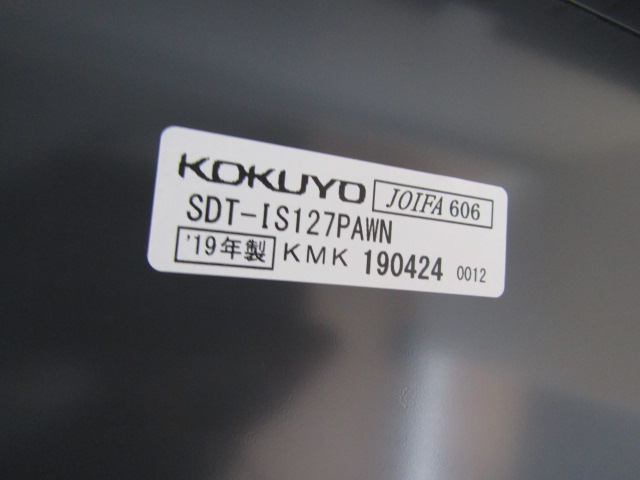 KOKUYO JOIFA 606
SDT-IS127PAWN
'19年製 KMK 190424 0012